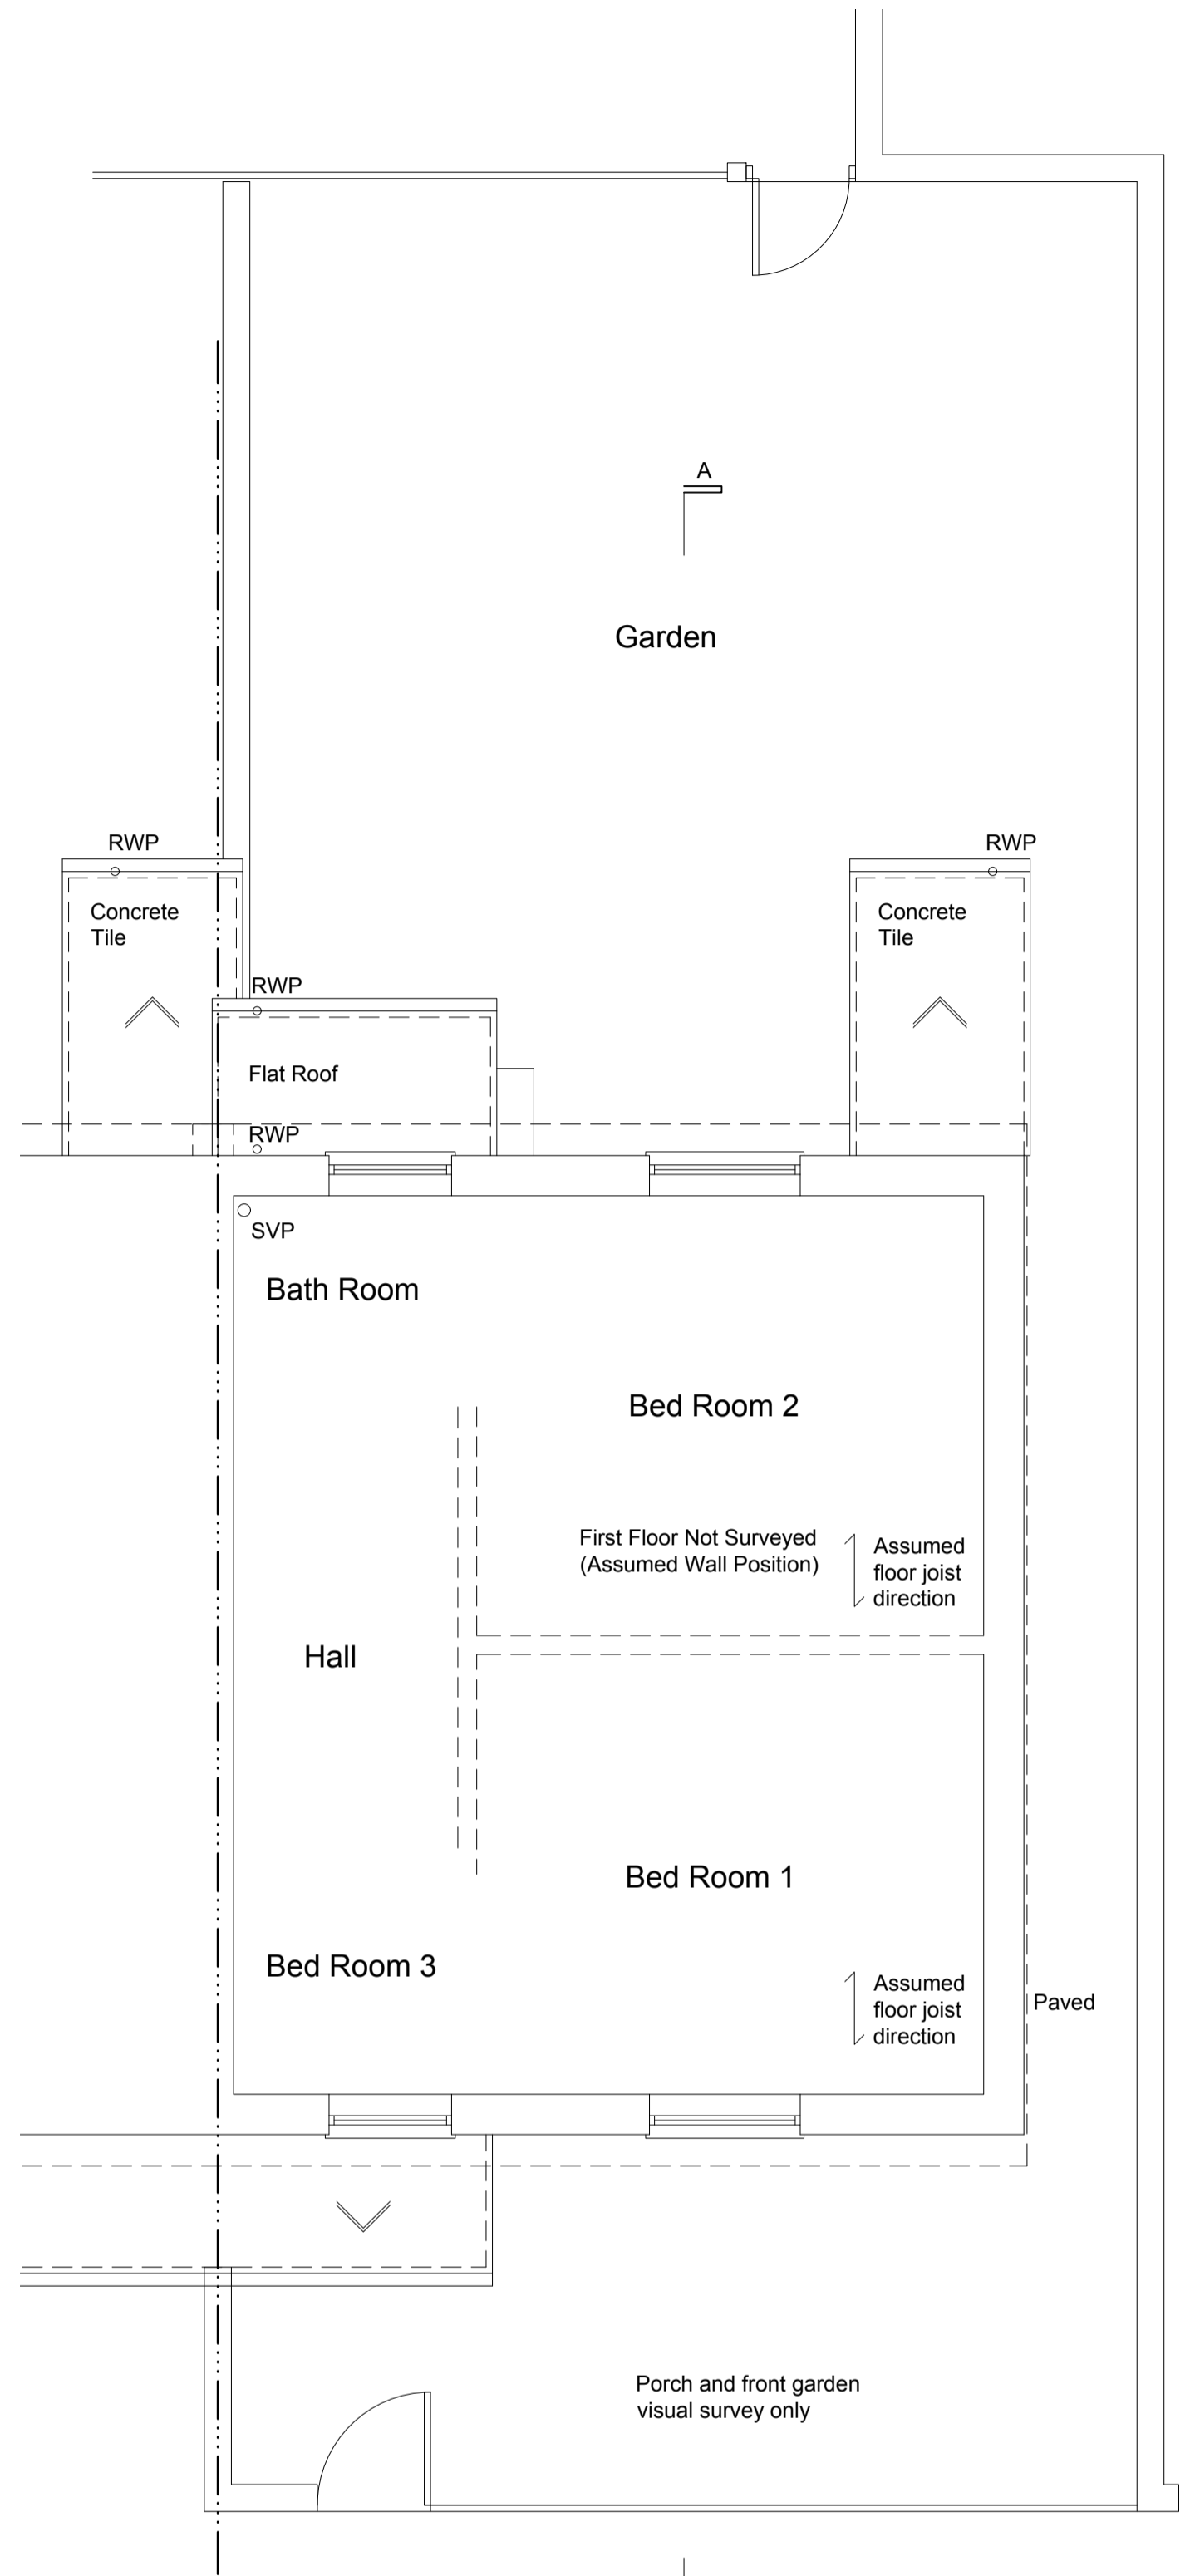 A
Garden
RWP
RWP
Concrete
Tile
Concrete
Tile
RWP
Flat Roof
RWP
SVP
Bath Room
Bed Room 2
First Floor Not Surveyed
(Assumed Wall Position)
Assumed
floor joist
direction
Hall
Bed Room 1
Bed Room 3
Assumed
floor joist
direction
Paved
Porch and front garden
visual survey only